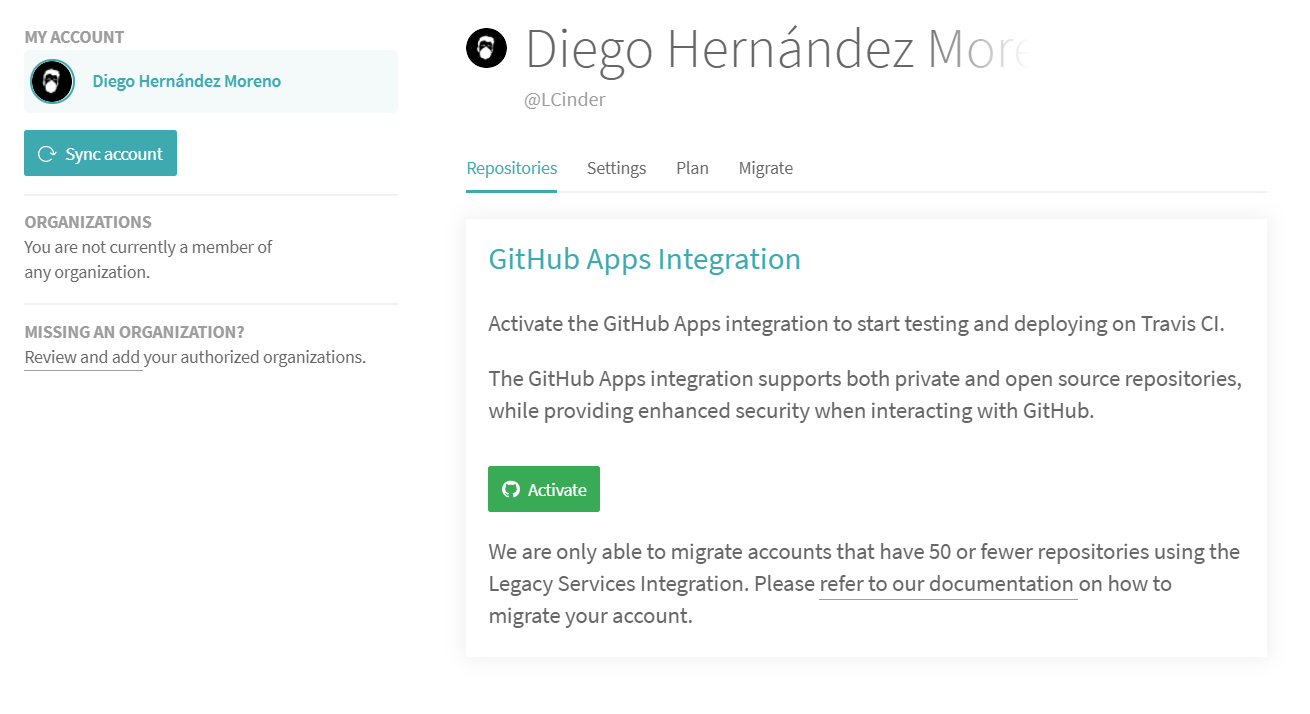 MY ACCOUNT
Diego Hernández Moreno
Sync account
ORGANIZATIONS
You are not currently a member of
any organization.
MISSING AN ORGANIZATION?
Review and add your authorized organizations.
Diego Hernández More
@LCinder
Repositories Settings Plan Migrate
GitHub Apps Integration
Activate the GitHub Apps integration to start testing and deploying on Travis CI.
The GitHub Apps integration supports both private and open source repositories,
while providing enhanced security when interacting with GitHub.
Activate
We are only able to migrate accounts that have 50 or fewer repositories using the
Legacy Services Integration. Please refer to our documentation on how to
migrate your account.